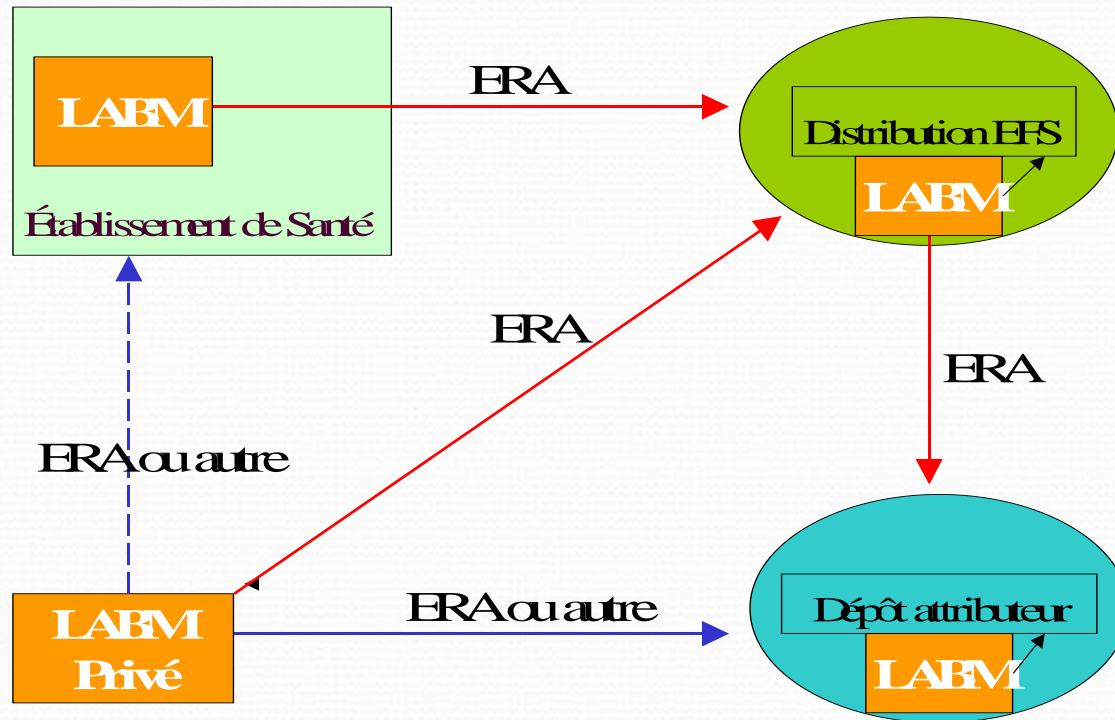 ERA
LABM
Distribution EFS
LABM
Établissement de Santé
ERA
ERA
ERA ou autre
LABM
Privé
ERA ou autre
Dépôt attributeur
LABM